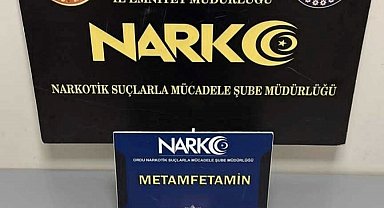 İL EMNİYET MÜDÜRLÜĞÜ
NARKO
NARKOTİK SUÇLARLA MÜCADELE ŞUBE MÜDÜRLÜĞÜ
NARKO
ORDU NARKOTİK SUÇLARLA MÜCADELE ŞUBE MÜDÜRLÜĞÜ
METAMFETAMİN